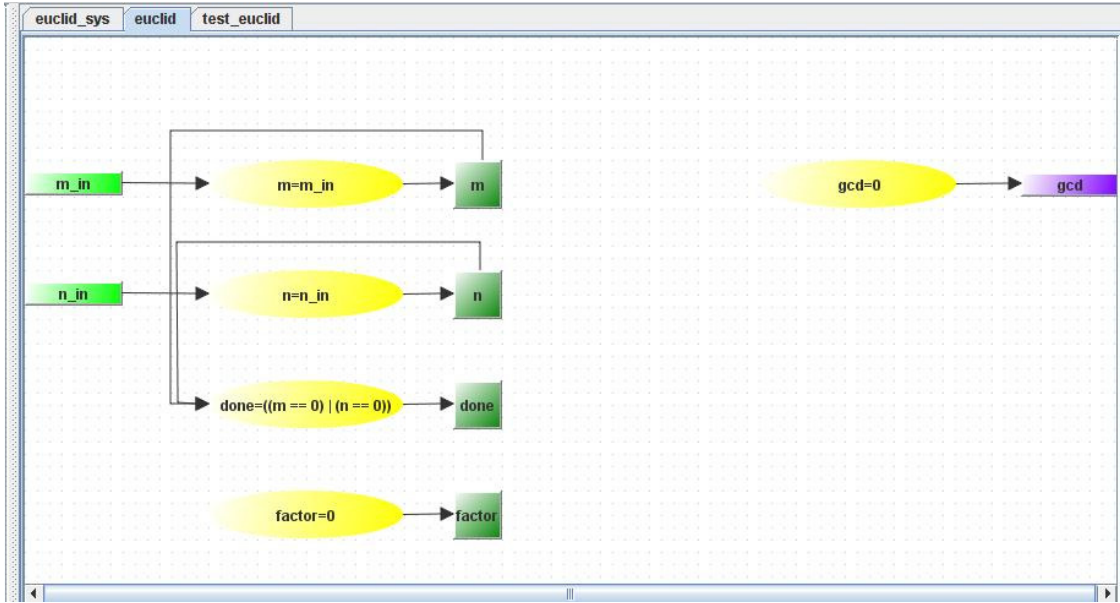 euclid_sys euclid test_euclid
m_in m=m_in m gcd=0 gcd
n_in n=n_in n
done=((m == 0) | (n == 0)) done
factor=0 factor